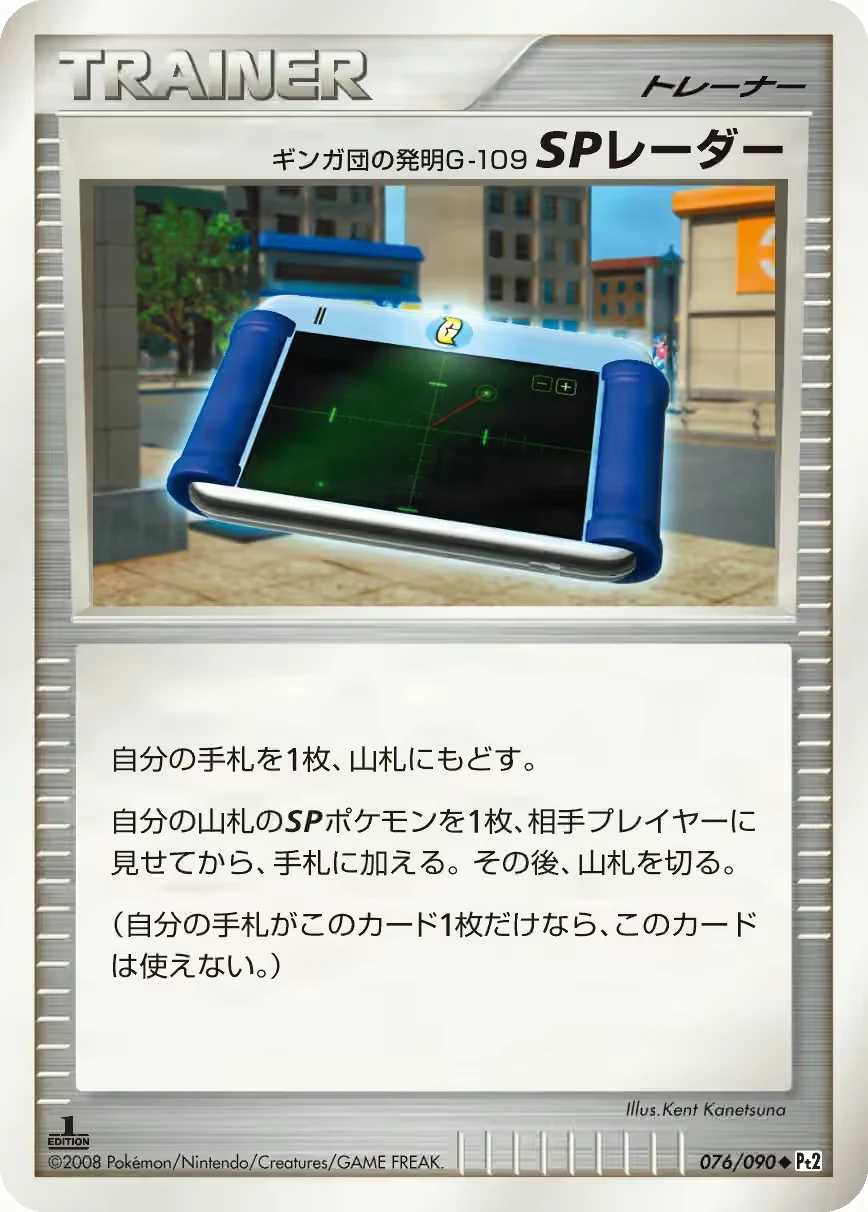 TRAINER
トレーナー
ギンガ団の発明G-109 SPレーダー
自分の手札を1枚、山札にもどす。
自分の山札のSPポケモンを1枚、相手プレイヤーに
見せてから、手札に加える。その後、山札を切る。
（自分の手札がこのカード1枚だけなら、このカード
は使えない。）
Illus.Kent Kanetsuna
1
EDITION
©2008 Pokémon/Nintendo/Creatures/GAME FREAK.
076/090◆ Pt2